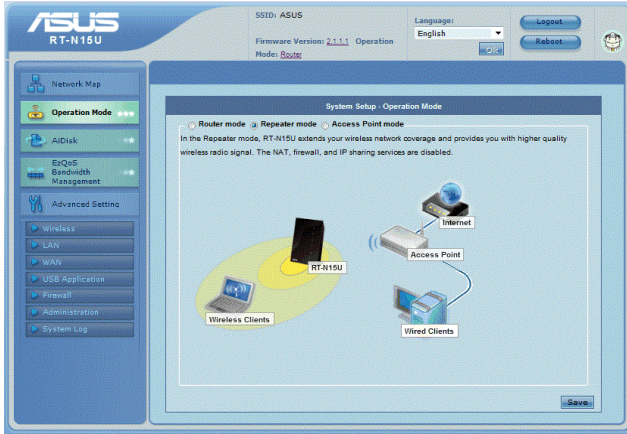 ASUS
RT-N15U
SSID: ASUS
Firmware Version: 2.1.1.1 Operation
Mode: Router
Language:
English
Ok
Logout
Reboot
Network Map
Operation Mode
AiDisk
EzQoS
Bandwidth
Management
Advanced Setting
Wireless
LAN
WAN
USB Application
Firewall
Administration
System Log
System Setup - Operation Mode
Router mode Repeater mode Access Point mode
In the Repeater mode, RT-N15U extends your wireless network coverage and provides you with higher quality
wireless radio signal. The NAT, firewall, and IP sharing services are disabled.
Internet
Access Point
RT-N15U
Wireless Clients
Wired Clients
Save